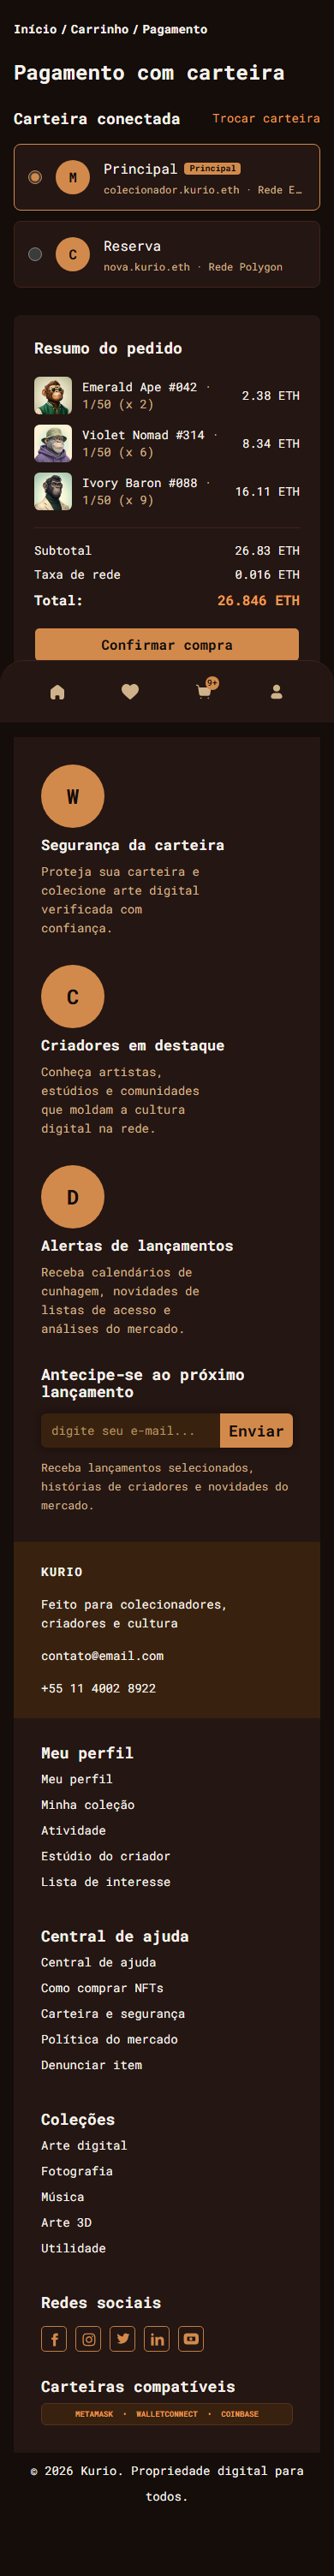 Início / Carrinho / Pagamento
Pagamento com carteira
Carteira conectada Trocar carteira
M Principal Principal
colecionador.kurio.eth · Rede E…
C Reserva
nova.kurio.eth · Rede Polygon
Resumo do pedido
Emerald Ape #042 ·
1/50 (x 2) 2.38 ETH
Violet Nomad #314 ·
1/50 (x 6) 8.34 ETH
Ivory Baron #088 ·
1/50 (x 9) 16.11 ETH
Subtotal 26.83 ETH
Taxa de rede 0.016 ETH
Total: 26.846 ETH
Confirmar compra
9+
W
Segurança da carteira
Proteja sua carteira e
colecione arte digital
verificada com
confiança.
C
Criadores em destaque
Conheça artistas,
estúdios e comunidades
que moldam a cultura
digital na rede.
D
Alertas de lançamentos
Receba calendários de
cunhagem, novidades de
listas de acesso e
análises do mercado.
Antecipe-se ao próximo
lançamento
digite seu e-mail... Enviar
Receba lançamentos selecionados,
histórias de criadores e novidades do
mercado.
KURIO
Feito para colecionadores,
criadores e cultura
contato@email.com
+55 11 4002 8922
Meu perfil
Meu perfil
Minha coleção
Atividade
Estúdio do criador
Lista de interesse
Central de ajuda
Central de ajuda
Como comprar NFTs
Carteira e segurança
Política do mercado
Denunciar item
Coleções
Arte digital
Fotografia
Música
Arte 3D
Utilidade
Redes sociais
Carteiras compatíveis
METAMASK • WALLETCONNECT • COINBASE
© 2026 Kurio. Propriedade digital para
todos.